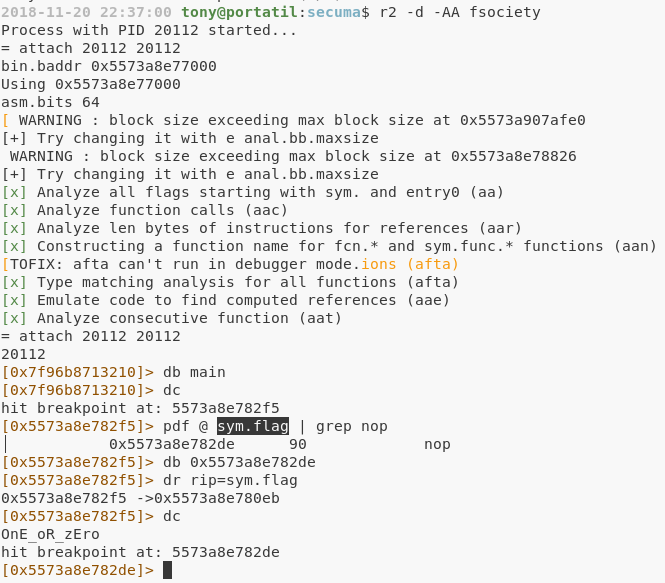 2018-11-20 22:37:00 tony@portatil:secuma$ r2 -d -AA fsociety
Process with PID 20112 started...
= attach 20112 20112
bin.baddr 0x5573a8e77000
Using 0x5573a8e77000
asm.bits 64
[ WARNING : block size exceeding max block size at 0x5573a907afe0
[+] Try changing it with e anal.bb.maxsize
 WARNING : block size exceeding max block size at 0x5573a8e78826
[+] Try changing it with e anal.bb.maxsize
[x] Analyze all flags starting with sym. and entry0 (aa)
[x] Analyze function calls (aac)
[x] Analyze len bytes of instructions for references (aar)
[x] Constructing a function name for fcn.* and sym.func.* functions (aan)
[TOFIX: afta can't run in debugger mode.ions (afta)
[x] Type matching analysis for all functions (afta)
[x] Emulate code to find computed references (aae)
[x] Analyze consecutive function (aat)
= attach 20112 20112
20112
[0x7f96b8713210]> db main
[0x7f96b8713210]> dc
hit breakpoint at: 5573a8e782f5
[0x5573a8e782f5]> pdf @ sym.flag | grep nop
│           0x5573a8e782de      90             nop
[0x5573a8e782f5]> db 0x5573a8e782de
[0x5573a8e782f5]> dr rip=sym.flag
0x5573a8e782f5 ->0x5573a8e780eb
[0x5573a8e782f5]> dc
OnE_oR_zEro
hit breakpoint at: 5573a8e782de
[0x5573a8e782de]>